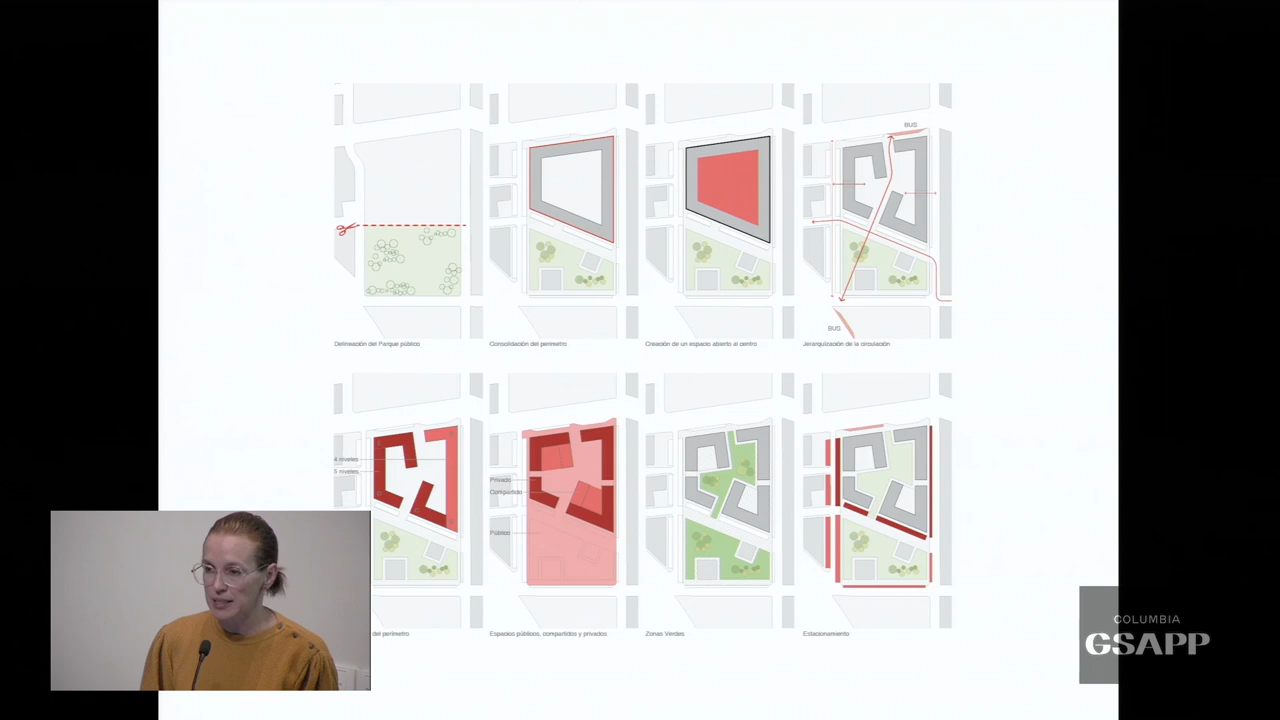 BUS
BUS
Delineación del Parque público
Consolidación del perímetro
Creación de un espacio abierto al centro
Jerarquización de la circulación
4 niveles
5 niveles
Privado
Compartido
Público
del perímetro
Espacios públicos, compartidos y privados
Zonas Verdes
Estacionamiento
COLUMBIA
GSAPP